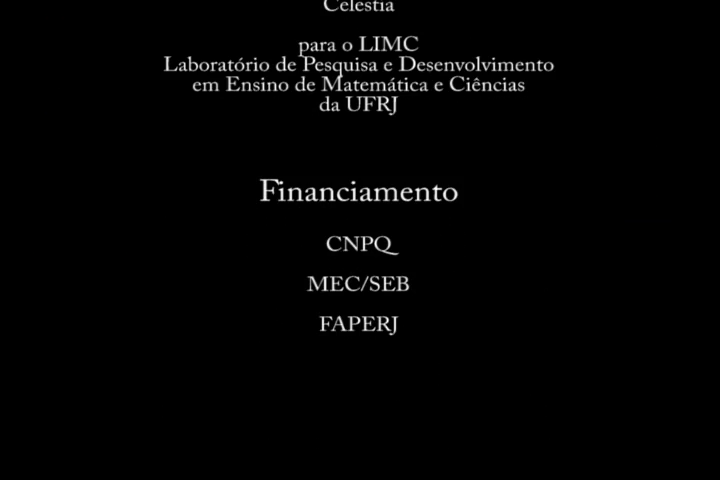 Celestia
para o LIMC
Laboratório de Pesquisa e Desenvolvimento
em Ensino de Matemática e Ciências
da UFRJ
Financiamento
CNPQ
MEC/SEB
FAPERJ